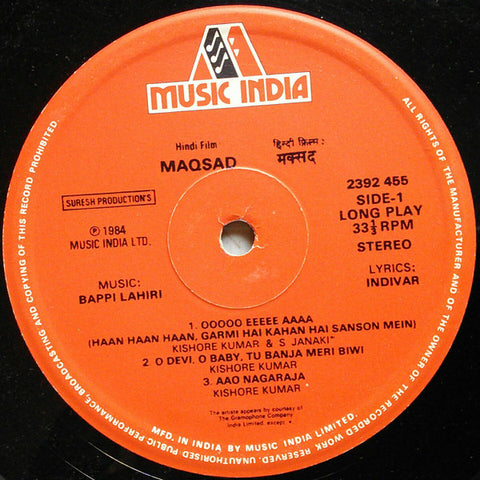 MUSIC INDIA
Hindi Film
हिन्दी फ़िल्म :
MAQSAD
मक्सद
SURESH PRODUCTION'S
2392 455
SIDE-1
LONG PLAY
33⅓ RPM
STEREO
℗ 1984
MUSIC INDIA LTD.
MUSIC:
BAPPI LAHIRI
LYRICS:
INDIVAR
1. OOOOO EEEEE AAAA
(HAAN HAAN HAAN, GARMI HAI KAHAN HAI SANSON MEIN)
KISHORE KUMAR & S JANAKI*
2. O DEVI, O BABY, TU BANJA MERI BIWI
KISHORE KUMAR
3. AAO NAGARAJA
KISHORE KUMAR
The artiste appears by courtesy of
The Gramophone Company
India Limited. except *
MFD. IN INDIA BY MUSIC INDIA LIMITED.
ALL RIGHTS OF THE MANUFACTURER AND OF THE OWNER OF THE RECORDED WORK RESERVED. UNAUTHORISED PUBLIC PERFORMANCE, BROADCASTING AND COPYING OF THIS RECORD PROHIBITED.